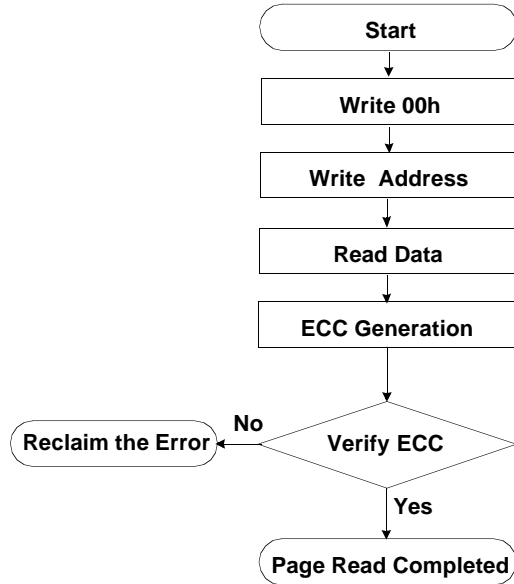 Start
Write 00h
Write Address
Read Data
ECC Generation
No
Reclaim the Error
Verify ECC
Yes
Page Read Completed